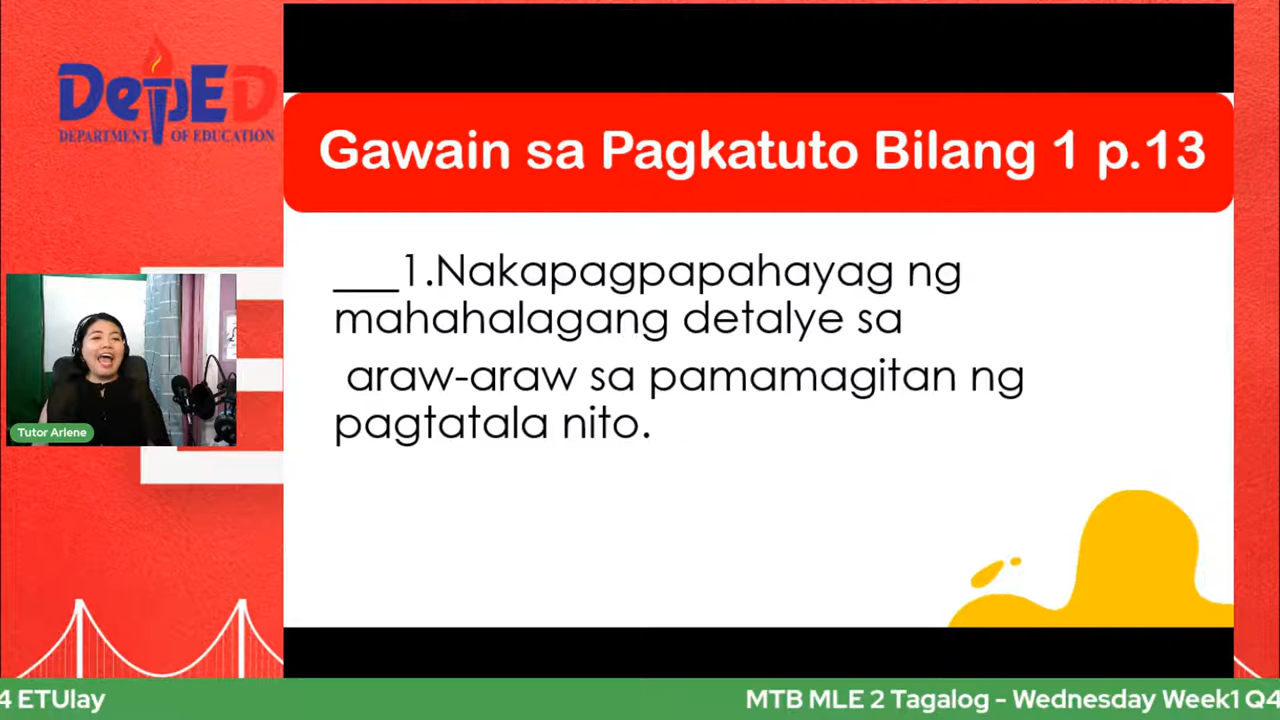 DepED
DEPARTMENT OF EDUCATION
Gawain sa Pagkatuto Bilang 1 p.13
___1.Nakapagpapahayag ng
mahahalagang detalye sa
araw-araw sa pamamagitan ng
pagtatala nito.
Tutor Arlene
4 ETUlay
MTB MLE 2 Tagalog - Wednesday Week1 Q4